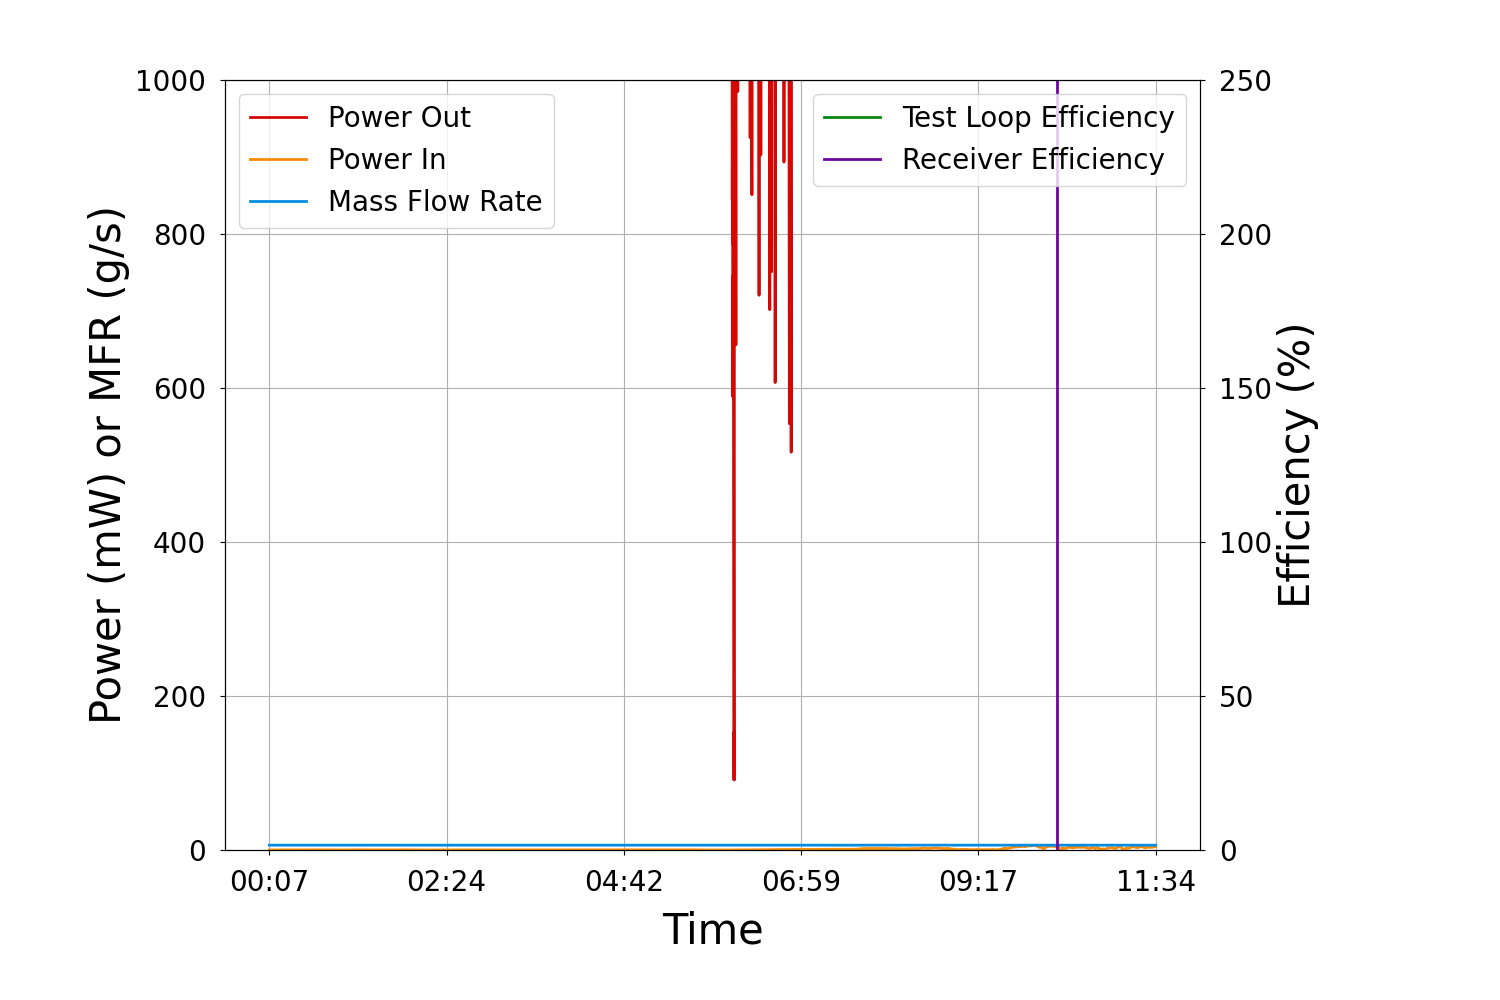 1000
800
600
400
200
0
Power (mW) or MFR (g/s)
Power Out
Power In
Mass Flow Rate
Test Loop Efficiency
Receiver Efficiency
250
200
150
100
50
0
Efficiency (%)
00:07 02:24 04:42 06:59 09:17 11:34
Time